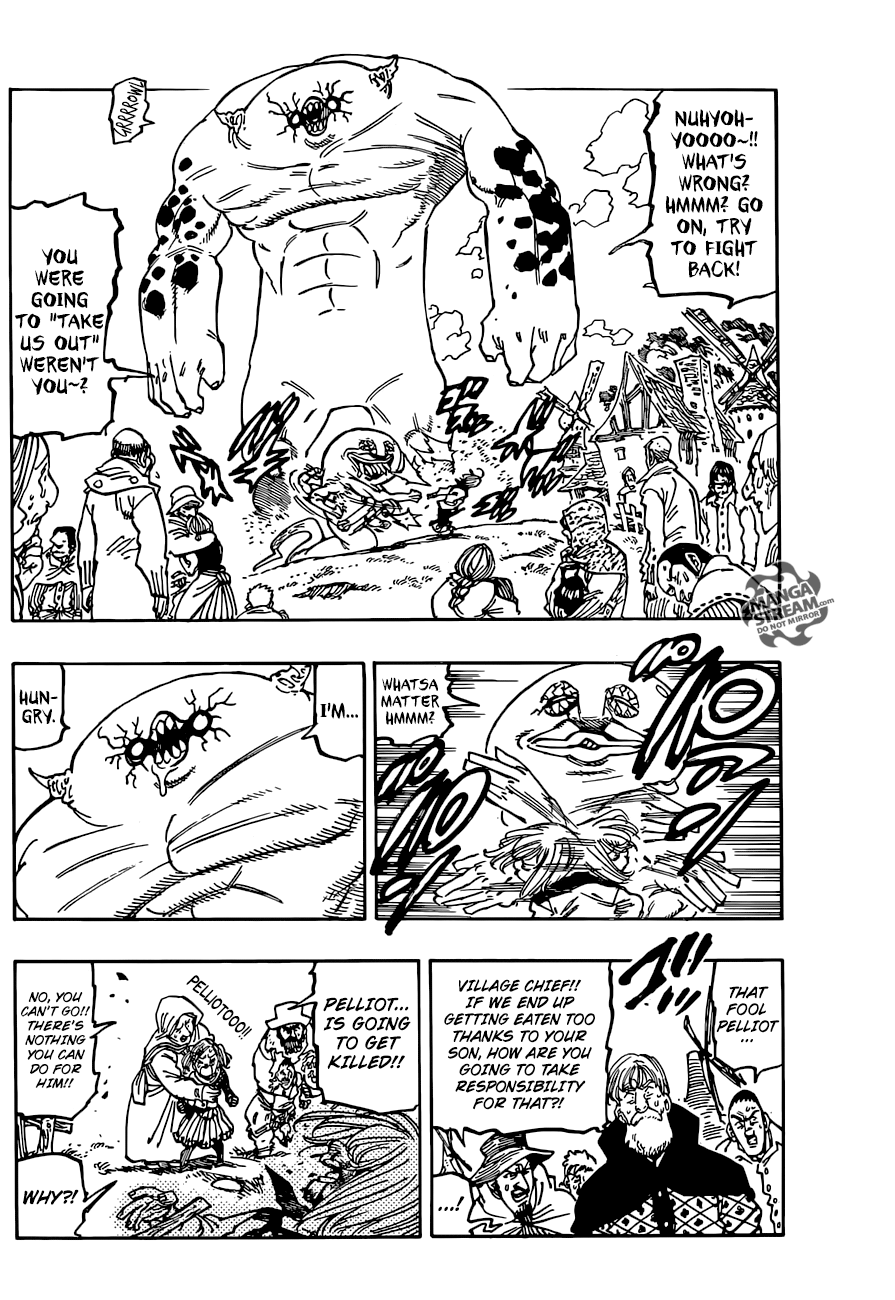 NUHYOH-
YOOOO~!!
WHAT'S
WRONG?
HMMM? GO
ON, TRY
TO FIGHT
BACK!
GRRRROWL
YOU
WERE
GOING
TO "TAKE
US OUT"
WEREN'T
YOU~?
MANGA
STREAM.com
DO NOT MIRROR
WHATSA
MATTER
HMMM?
I'M...
HUN-
GRY.
THAT
FOOL
PELLIOT
...
VILLAGE CHIEF!!
IF WE END UP
GETTING EATEN TOO
THANKS TO YOUR
SON, HOW ARE YOU
GOING TO TAKE
RESPONSIBILITY
FOR THAT?!
...!
PELLIOT...
IS GOING
TO GET
KILLED!!
PELLIOTOOO!!
NO, YOU
CAN'T GO!!
THERE'S
NOTHING
YOU CAN
DO FOR
HIM!!
WHY?!